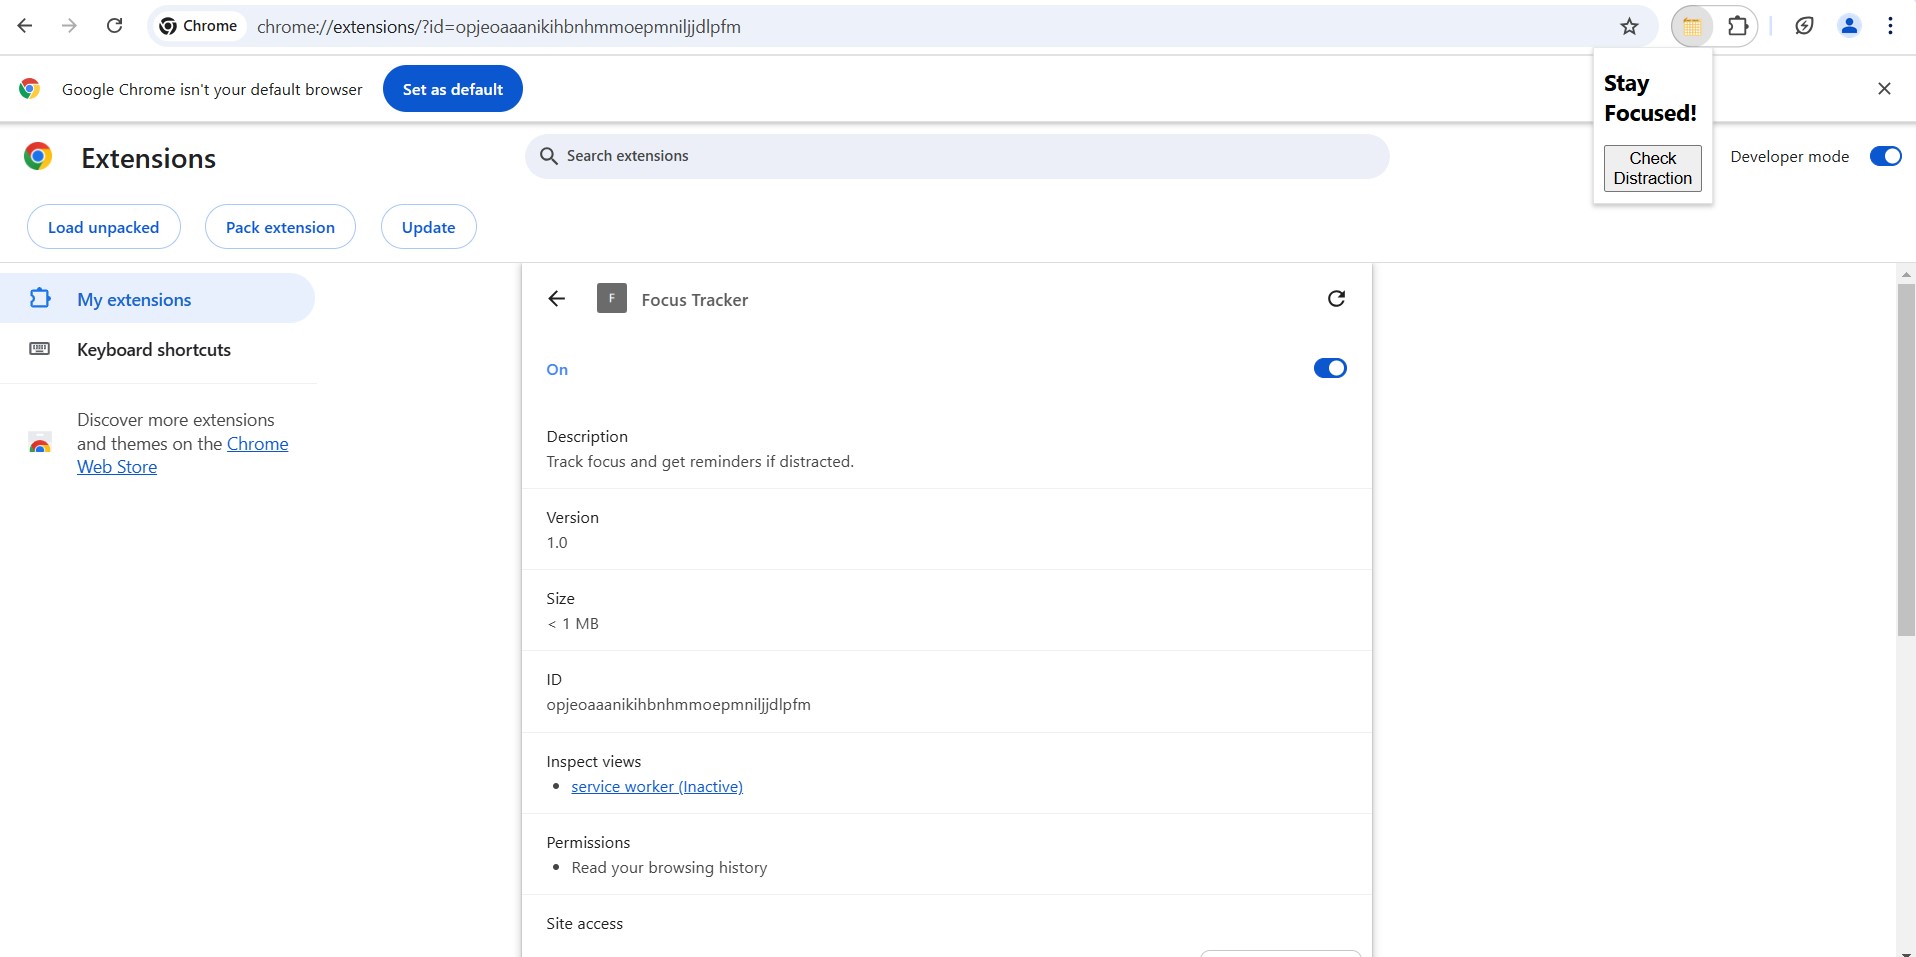 Chrome
chrome://extensions/?id=opjeoaaanikihbnhmmoepmniljjdlpfm
Google Chrome isn't your default browser
Set as default
Stay
Focused!
Check
Distraction
Extensions
Search extensions
Developer mode
Load unpacked
Pack extension
Update
My extensions
Keyboard shortcuts
Discover more extensions
and themes on the Chrome
Web Store
F
Focus Tracker
On
Description
Track focus and get reminders if distracted.
Version
1.0
Size
< 1 MB
ID
opjeoaaanikihbnhmmoepmniljjdlpfm
Inspect views
• service worker (Inactive)
Permissions
• Read your browsing history
Site access